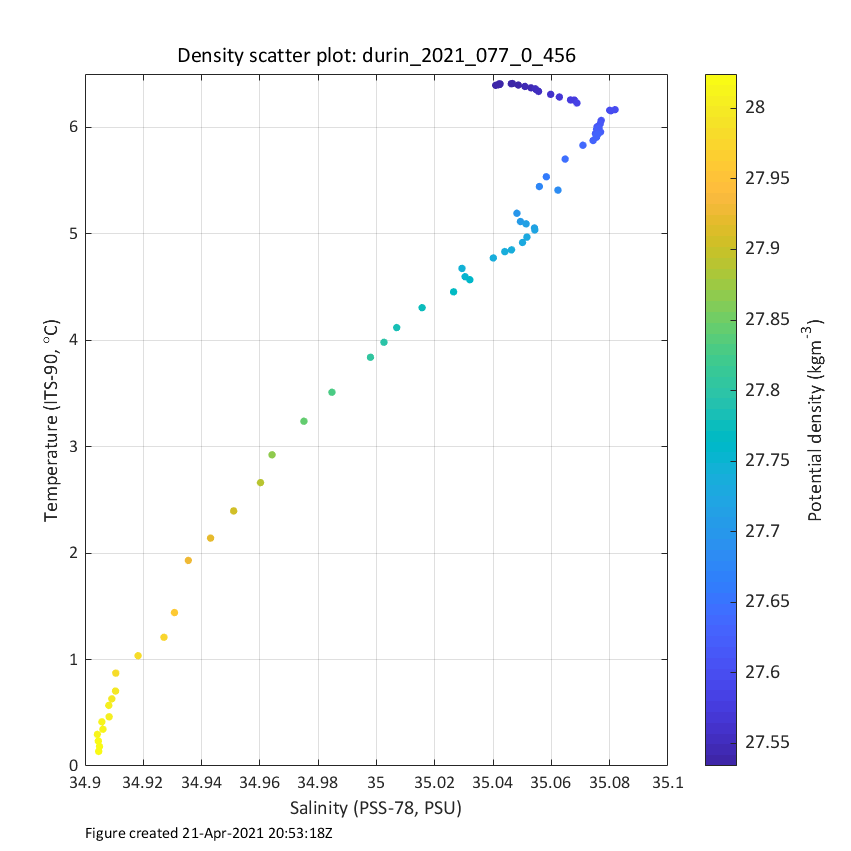 Density scatter plot: durin_2021_077_0_456
6
5
4
3
2
1
0
Temperature (ITS-90, °C)
34.9 34.92 34.94 34.96 34.98 35 35.02 35.04 35.06 35.08 35.1
Salinity (PSS-78, PSU)
28
27.95
27.9
27.85
27.8
27.75
27.7
27.65
27.6
27.55
Potential density (kgm⁻³)
Figure created 21-Apr-2021 20:53:18Z